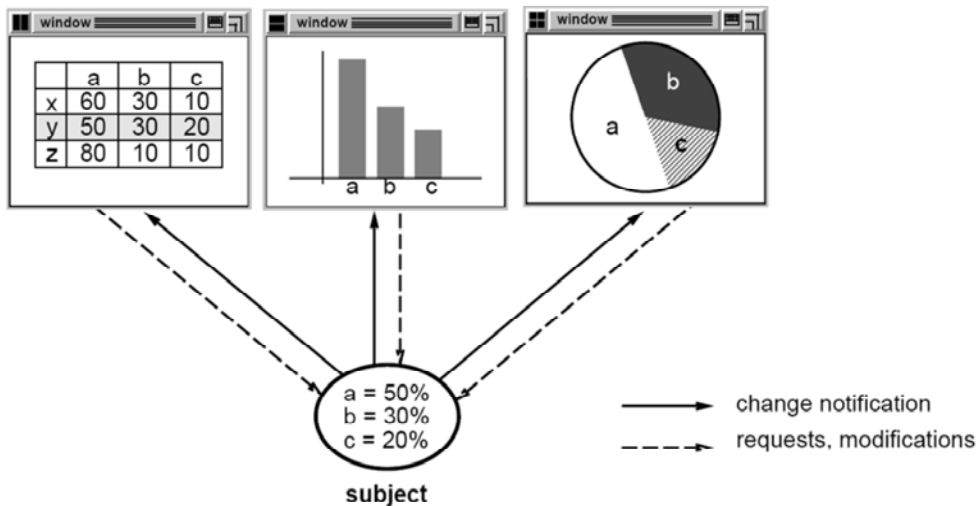 window
a b c
x 60 30 10
y 50 30 20
z 80 10 10
window
a b c
window
a
b
c
a = 50%
b = 30%
c = 20%
subject
change notification
requests, modifications